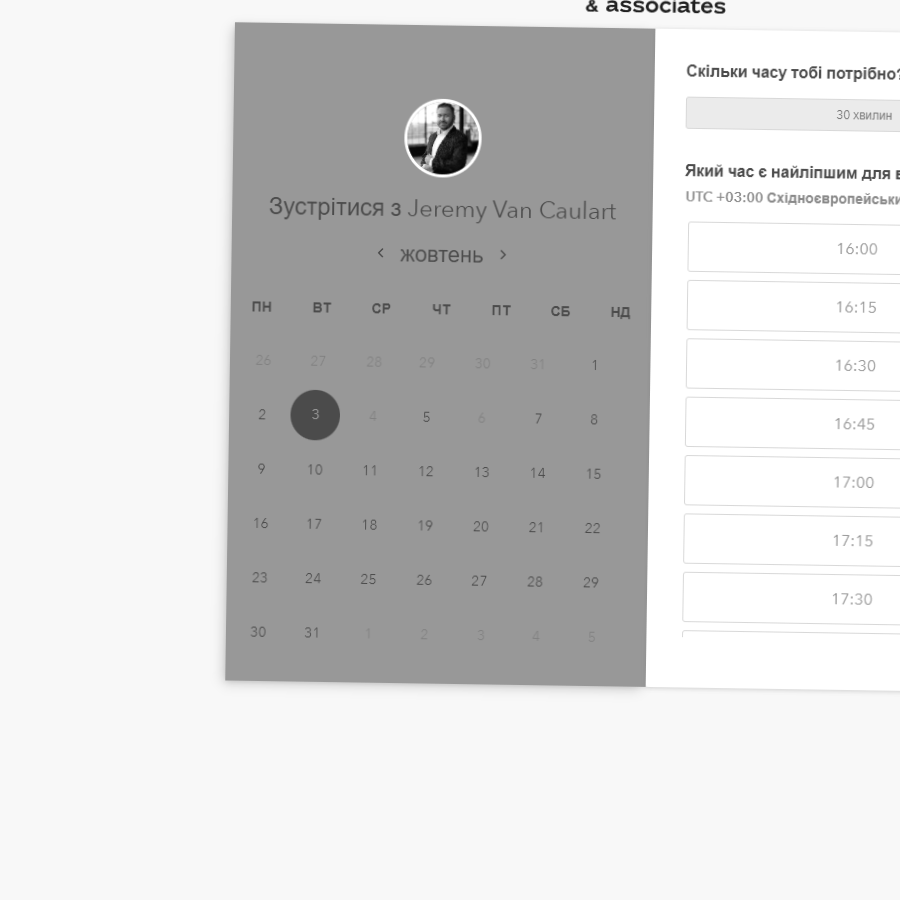 & associates
Зустрітися з Jeremy Van Caulart
жовтень
ПН ВТ СР ЧТ ПТ СБ НД
26 27 28 29 30 31 1
2 3 4 5 6 7 8
9 10 11 12 13 14 15
16 17 18 19 20 21 22
23 24 25 26 27 28 29
30 31 1 2 3 4 5
Скільки часу тобі потрібно?
30 хвилин
Який час є найліпшим для
UTC +03:00
16:00
16:15
16:30
16:45
17:00
17:15
17:30